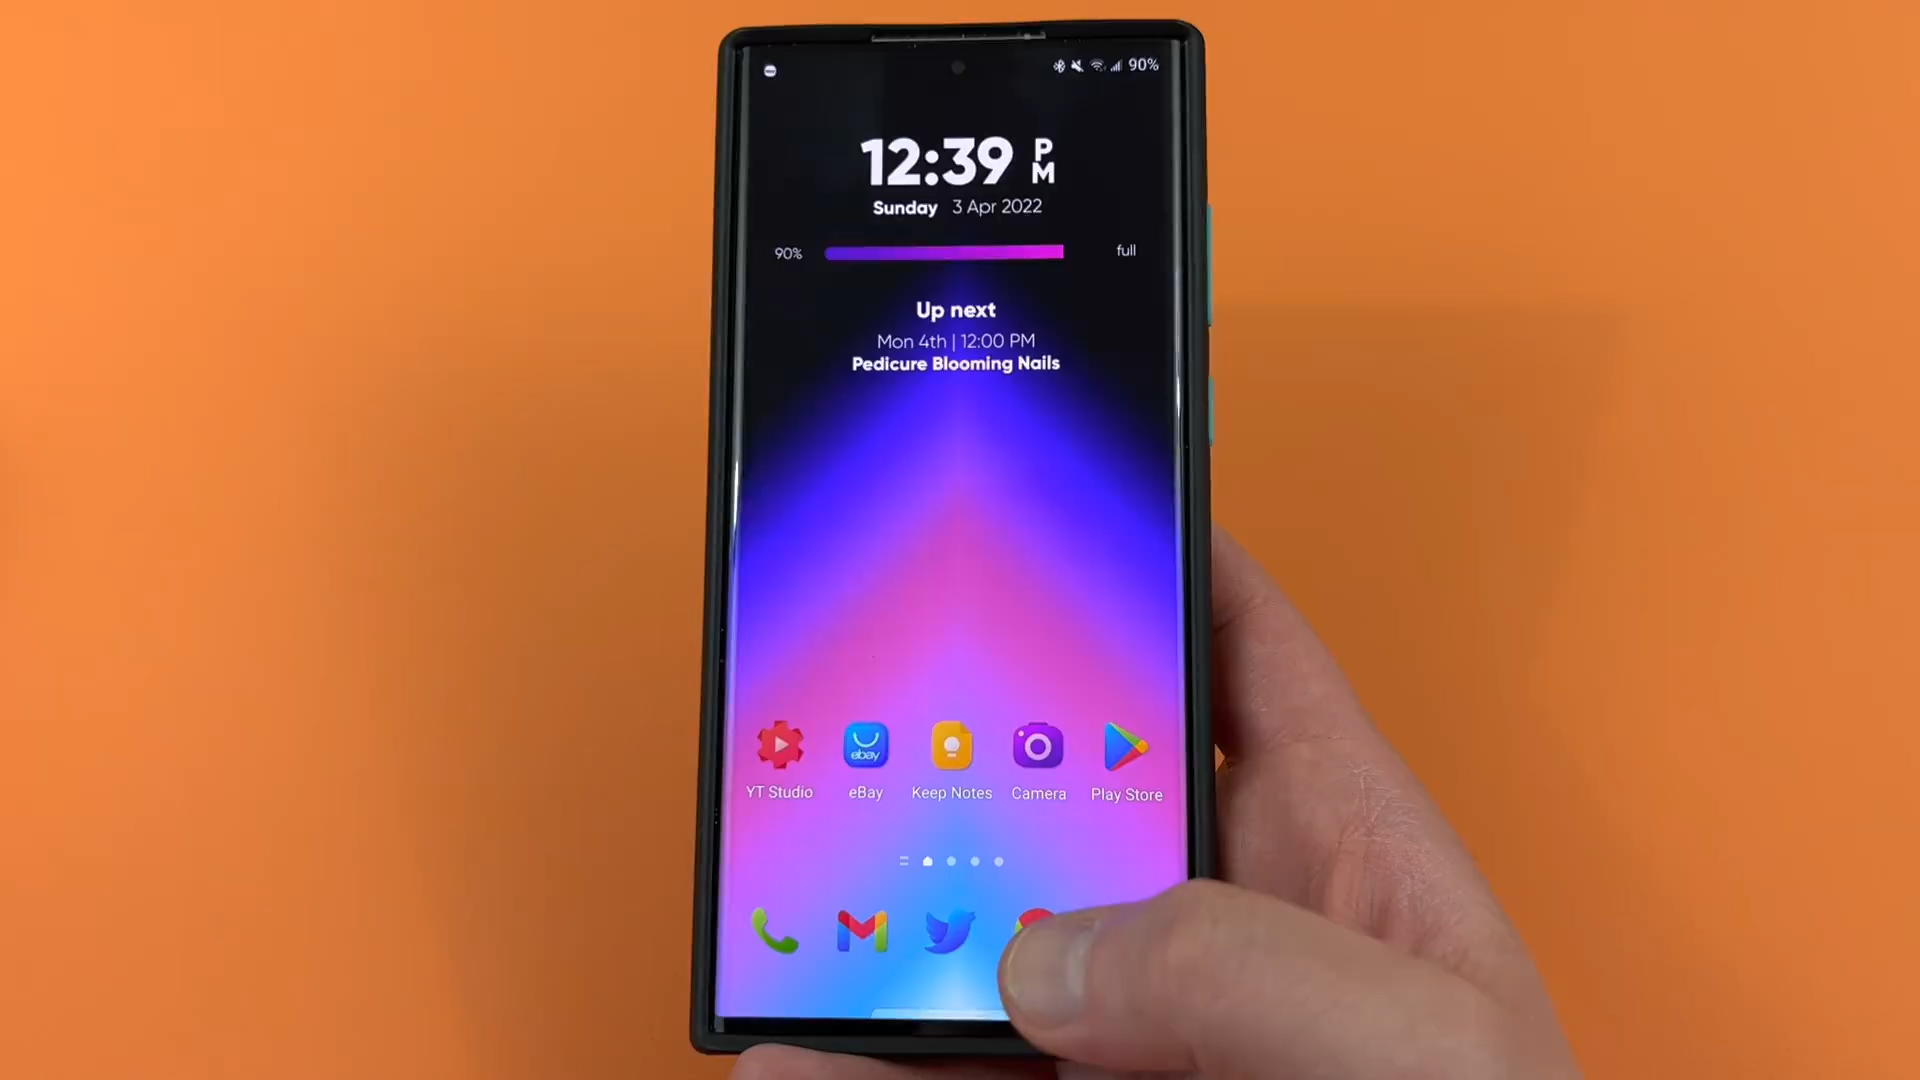 90%
12:39 PM
Sunday 3 Apr 2022
90% full
Up next
Mon 4th | 12:00 PM
Pedicure Blooming Nails
ebay
YT Studio eBay Keep Notes Camera Play Store